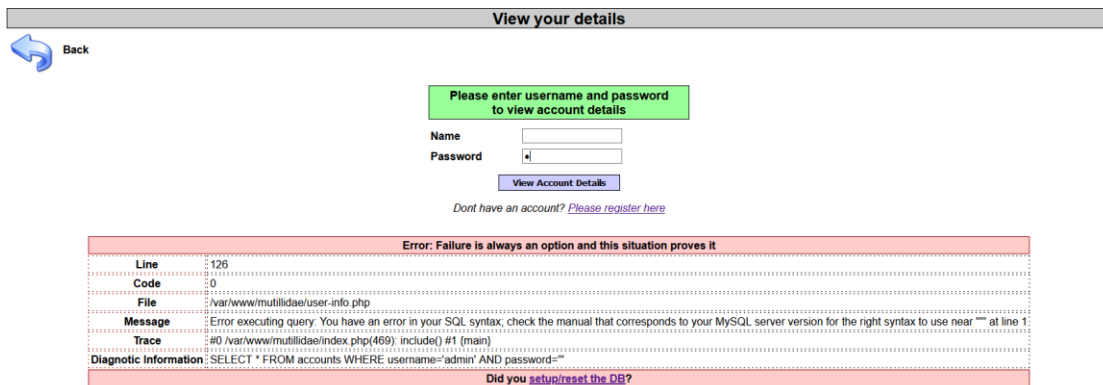 View your details
Back
Please enter username and password
to view account details
Name
Password
View Account Details
Dont have an account? Please register here
Error: Failure is always an option and this situation proves it
Line 126
Code 0
File /var/www/mutillidae/user-info.php
Message Error executing query: You have an error in your SQL syntax; check the manual that corresponds to your MySQL server version for the right syntax to use near ''''' at line 1
Trace #0 /var/www/mutillidae/index.php(469): include() #1 {main}
Diagnostic Information SELECT * FROM accounts WHERE username='admin' AND password='''
Did you setup/reset the DB?